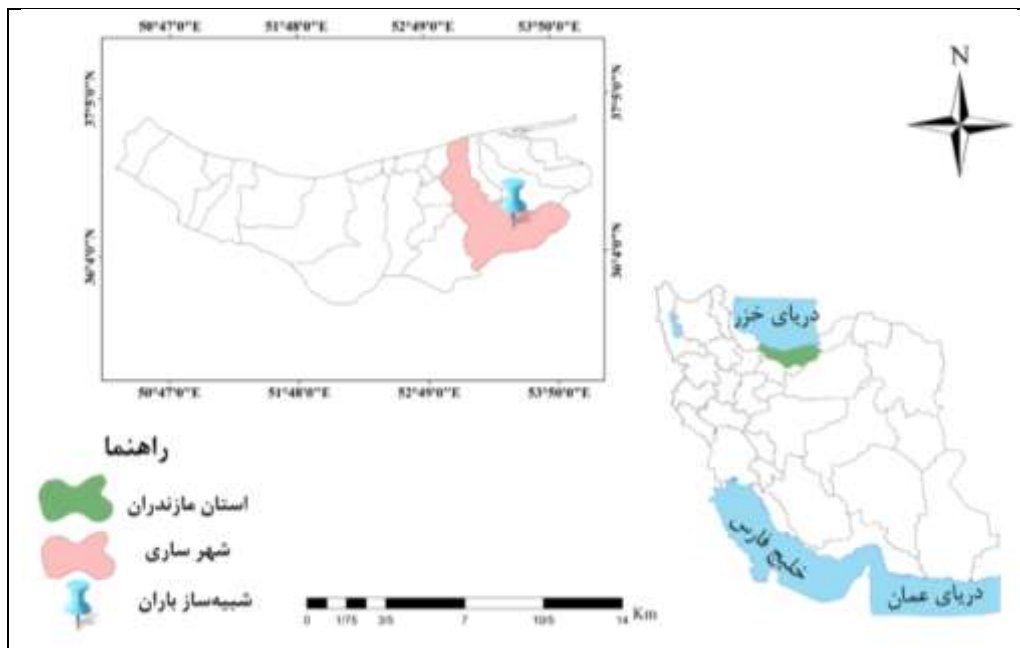 50°47'0"E 51°48'0"E 52°49'0"E 53°50'0"E
37°5'0"N
37°5'0"N
36°4'0"N
36°4'0"N
50°47'0"E 51°48'0"E 52°49'0"E 53°50'0"E
N
دریای خزر
خلیج فارس
دریای عمان
راهنما
استان مازندران
شهر ساری
شبیه‌ساز باران
0 1/75 3/5 7 10/5 14 Km